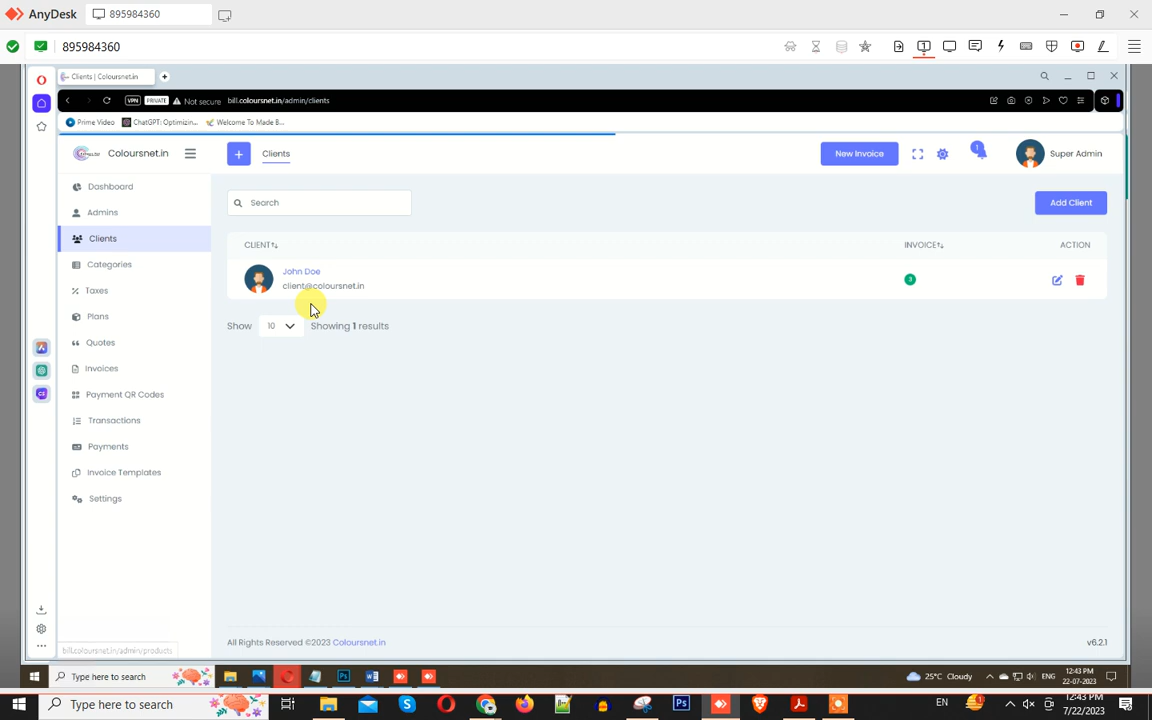 AnyDesk 895984360
895984360
Clients | Coloursnet.in
VPN PRIVATE Not secure bill.coloursnet.in/admin/clients
Prime Video ChatGPT: Optimizin... Welcome To Made B...
Coloursnet.in Clients New Invoice 1 Super Admin
Dashboard
Admins
Clients
Categories
Taxes
Plans
Quotes
Invoices
Payment QR Codes
Transactions
Payments
Invoice Templates
Settings
Search Add Client
CLIENT INVOICE ACTION
John Doe
client@coloursnet.in
3
Show 10 Showing 1 results
All Rights Reserved ©2023 Coloursnet.in v6.2.1
bill.coloursnet.in/admin/products
Type here to search 25°C Cloudy ENG 12:43 PM
22-07-2023
Type here to search EN 12:43 PM
7/22/2023